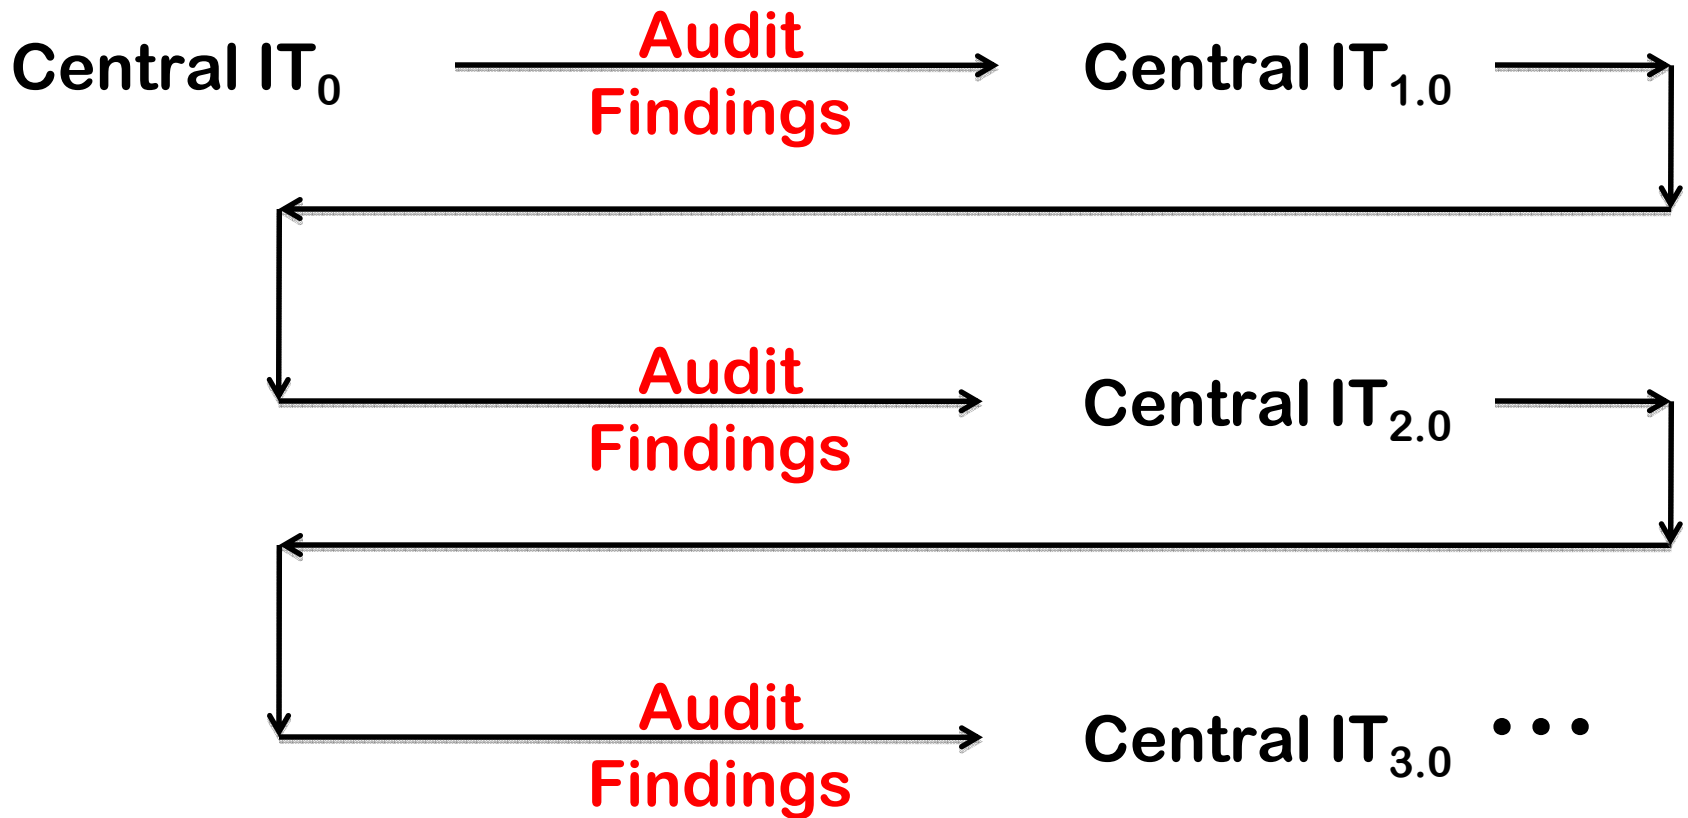 Central IT0 Audit Findings Central IT1.0
Audit Findings Central IT2.0
Audit Findings Central IT3.0 •••